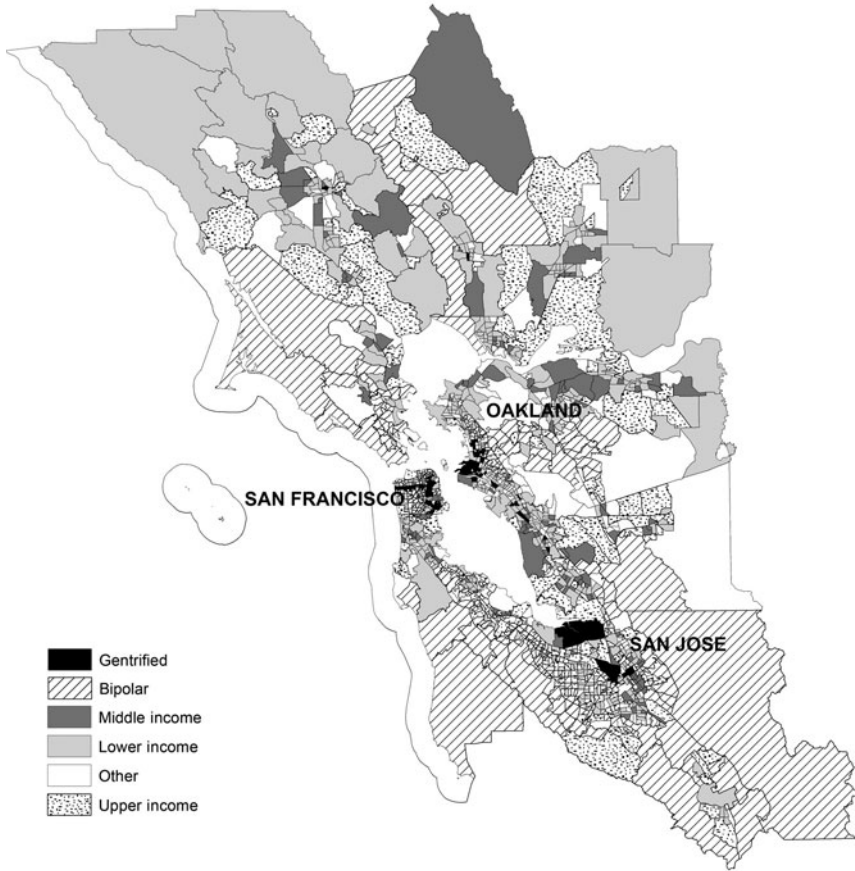 OAKLAND
SAN FRANCISCO
SAN JOSE
Gentrified
Bipolar
Middle income
Lower income
Other
Upper income